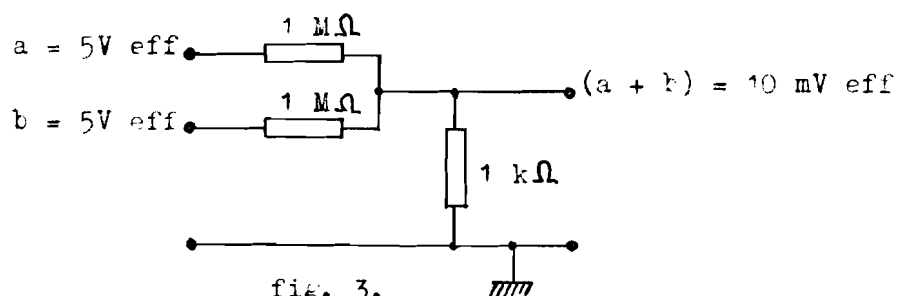 1 MΩ
a = 5V eff
(a + b) = 10 mV eff
1 MΩ
b = 5V eff
1 kΩ
fig. 3.